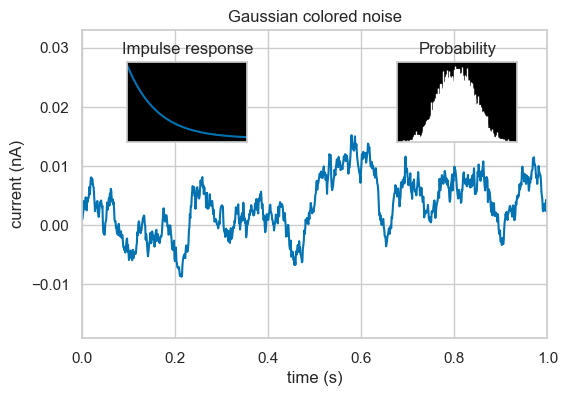 Gaussian colored noise
Impulse response
Probability
0.03
0.02
0.01
0.00
−0.01
current (nA)
0.0 0.2 0.4 0.6 0.8 1.0
time (s)